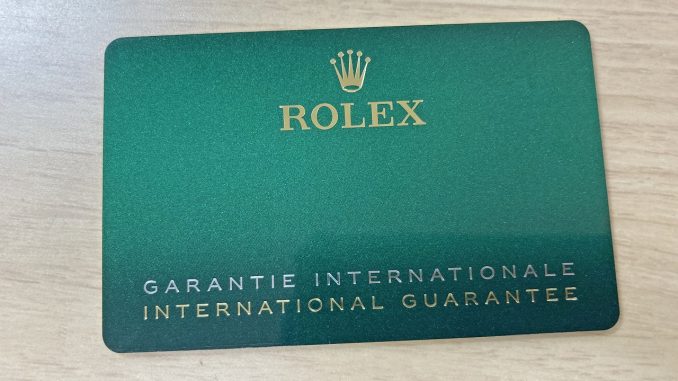 ROLEX
GARANTIE INTERNATIONALE
INTERNATIONAL GUARANTEE